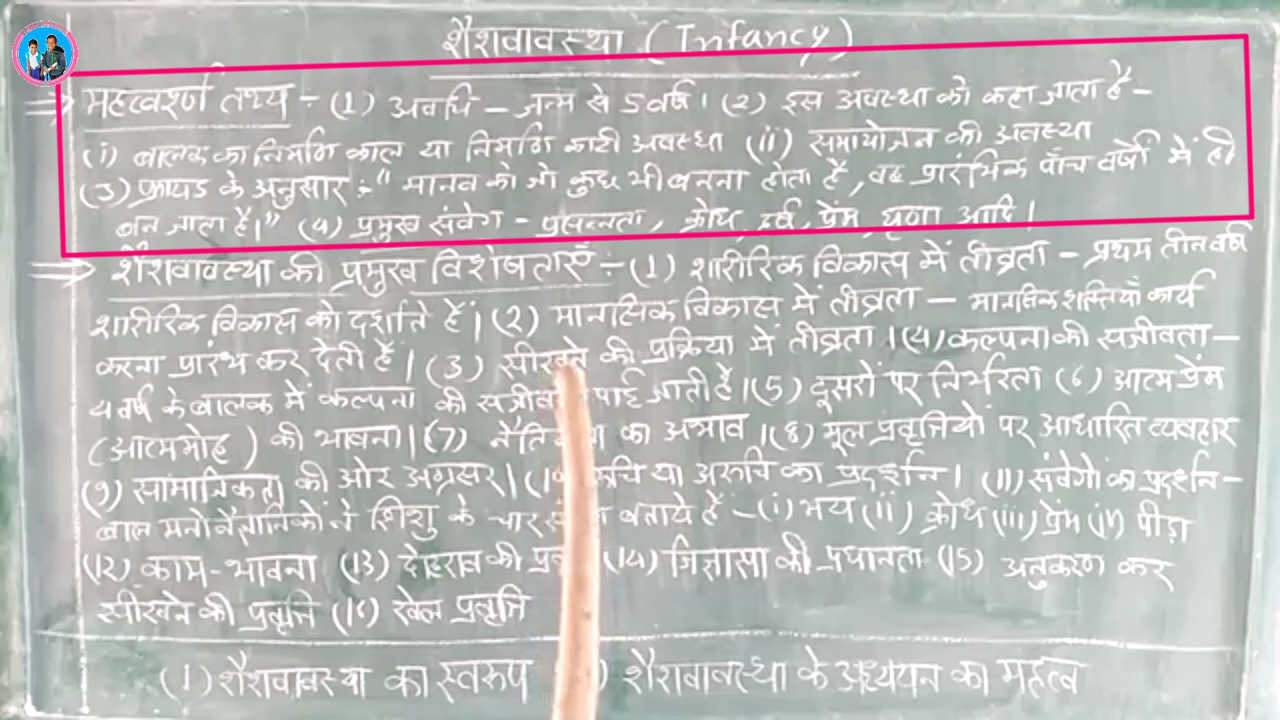 शैशवावस्था (Infancy)
⇒ महत्वपूर्ण तथ्य ÷ (1) अवधि – जन्म से 5 वर्ष। (2) इस अवस्था को कहा जाता है –
(i) बालक का निर्माण काल या निर्माण कारी अवस्था (ii) समायोजन की अवस्था
(3) फ्रायड के अनुसार :- "मानव को जो कुछ भी बनना होता है, वह प्रारंभिक पाँच वर्षों में ही
बन जाता है।" (4) प्रमुख संवेग – प्रसन्नता, क्रोध, हर्ष, प्रेम, घृणा आदि।
⇒ शैशवावस्था की प्रमुख विशेषताएँ ÷ (1) शारीरिक विकास में तीव्रता – प्रथम तीन वर्ष
शारीरिक विकास को दर्शाते हैं। (2) मानसिक विकास में तीव्रता – मानसिक शक्तियाँ कार्य
करना प्रारंभ कर देती हैं। (3) सीखने की प्रक्रिया में तीव्रता। (4) कल्पना की सजीवता –
4 वर्ष के बालक में कल्पना की पाई जाती है। (5) दूसरों पर निर्भरता (6) आत्म प्रेम
(आत्ममोह) की भावना। (7) का अभाव। (8) मूल प्रवृत्तियों पर आधारित व्यवहार
(9) सामाजिकता की ओर अग्रसर। रुचि या अरुचि का प्रदर्शन। (11) संवेगों का प्रदर्शन –
बाल मनोवैज्ञानिकों ने शिशु के चार बताये हैं – (i) भय (ii) क्रोध (iii) प्रेम (iv) पीड़ा
(12) काम-भावना (13) दोहराव की (14) जिज्ञासा की प्रधानता (15) अनुकरण कर
सीखने की प्रवृत्ति (16) खेल प्रवृत्ति
(1) शैशवावस्था का स्वरूप ) शैशवावस्था के अध्ययन का महत्व